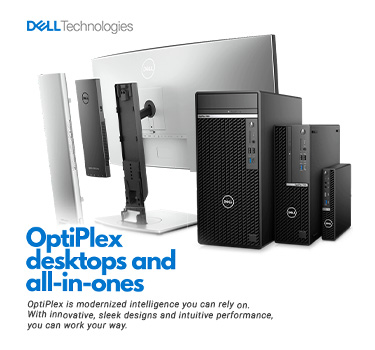 DELLTechnologies
DELL
OptiPlex
desktops and
all-in-ones
OptiPlex is modernized intelligence you can rely on.
With innovative, sleek designs and intuitive performance,
you can work your way.